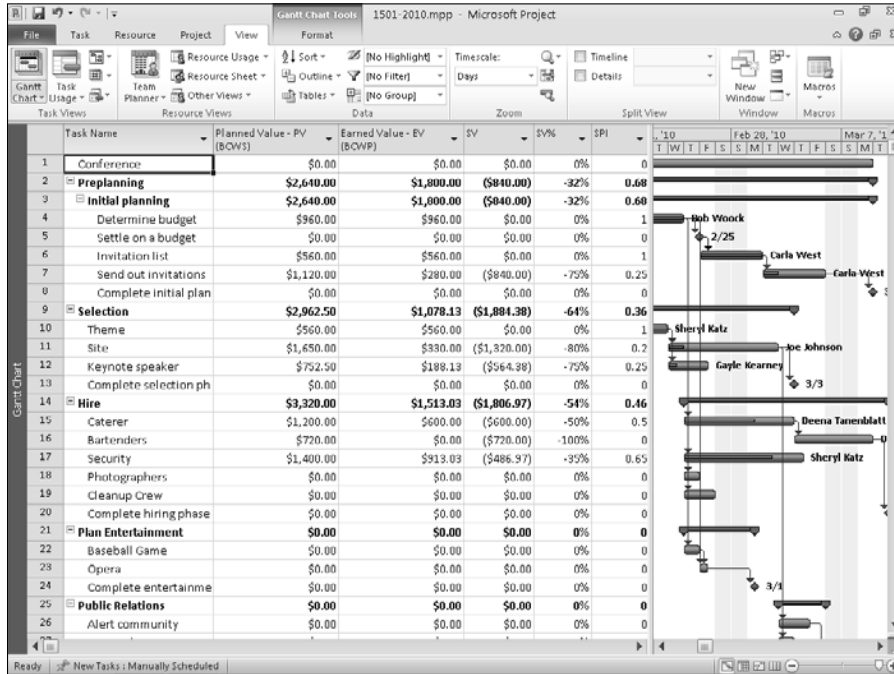 Gantt Chart Tools 1501-2010.mpp - Microsoft Project
File Task Resource Project View Format
Gantt Chart Task Usage Team Planner Resource Usage Resource Sheet Other Views Sort Outline Tables [No Highlight] [No Filter] [No Group] Timescale: Days Timeline Details New Window Macros
Task Views Resource Views Data Zoom Split View Window Macros
Task Name Planned Value - PV (BCWS) Earned Value - EV (BCWP) SV SV% SPI , '10 Feb 28, '10 Mar 7, '1
T W T F S S M T W T F S S M T
1 Conference $0.00 $0.00 $0.00 0% 0
2 Preplanning $2,640.00 $1,800.00 ($840.00) -32% 0.68
3 Initial planning $2,640.00 $1,800.00 ($840.00) -32% 0.68
4 Determine budget $960.00 $960.00 $0.00 0% 1 Bob Woock
5 Settle on a budget $0.00 $0.00 $0.00 0% 0 2/25
6 Invitation list $560.00 $560.00 $0.00 0% 1 Carla West
7 Send out invitations $1,120.00 $280.00 ($840.00) -75% 0.25 Carla West
8 Complete initial plan $0.00 $0.00 $0.00 0% 0 3
9 Selection $2,962.50 $1,078.13 ($1,884.38) -64% 0.36
10 Theme $560.00 $560.00 $0.00 0% 1 Sheryl Katz
11 Site $1,650.00 $330.00 ($1,320.00) -80% 0.2 Joe Johnson
12 Keynote speaker $752.50 $188.13 ($564.38) -75% 0.25 Gayle Kearney
13 Complete selection ph $0.00 $0.00 $0.00 0% 0 3/3
14 Hire $3,320.00 $1,513.03 ($1,806.97) -54% 0.46
15 Caterer $1,200.00 $600.00 ($600.00) -50% 0.5 Deena Tanenblatt
16 Bartenders $720.00 $0.00 ($720.00) -100% 0
17 Security $1,400.00 $913.03 ($486.97) -35% 0.65 Sheryl Katz
18 Photographers $0.00 $0.00 $0.00 0% 0
19 Cleanup Crew $0.00 $0.00 $0.00 0% 0
20 Complete hiring phase $0.00 $0.00 $0.00 0% 0
21 Plan Entertainment $0.00 $0.00 $0.00 0% 0
22 Baseball Game $0.00 $0.00 $0.00 0% 0
23 Opera $0.00 $0.00 $0.00 0% 0
24 Complete entertainme $0.00 $0.00 $0.00 0% 0 3/1
25 Public Relations $0.00 $0.00 $0.00 0% 0
26 Alert community $0.00 $0.00 $0.00 0% 0
Gantt Chart
Ready New Tasks : Manually Scheduled